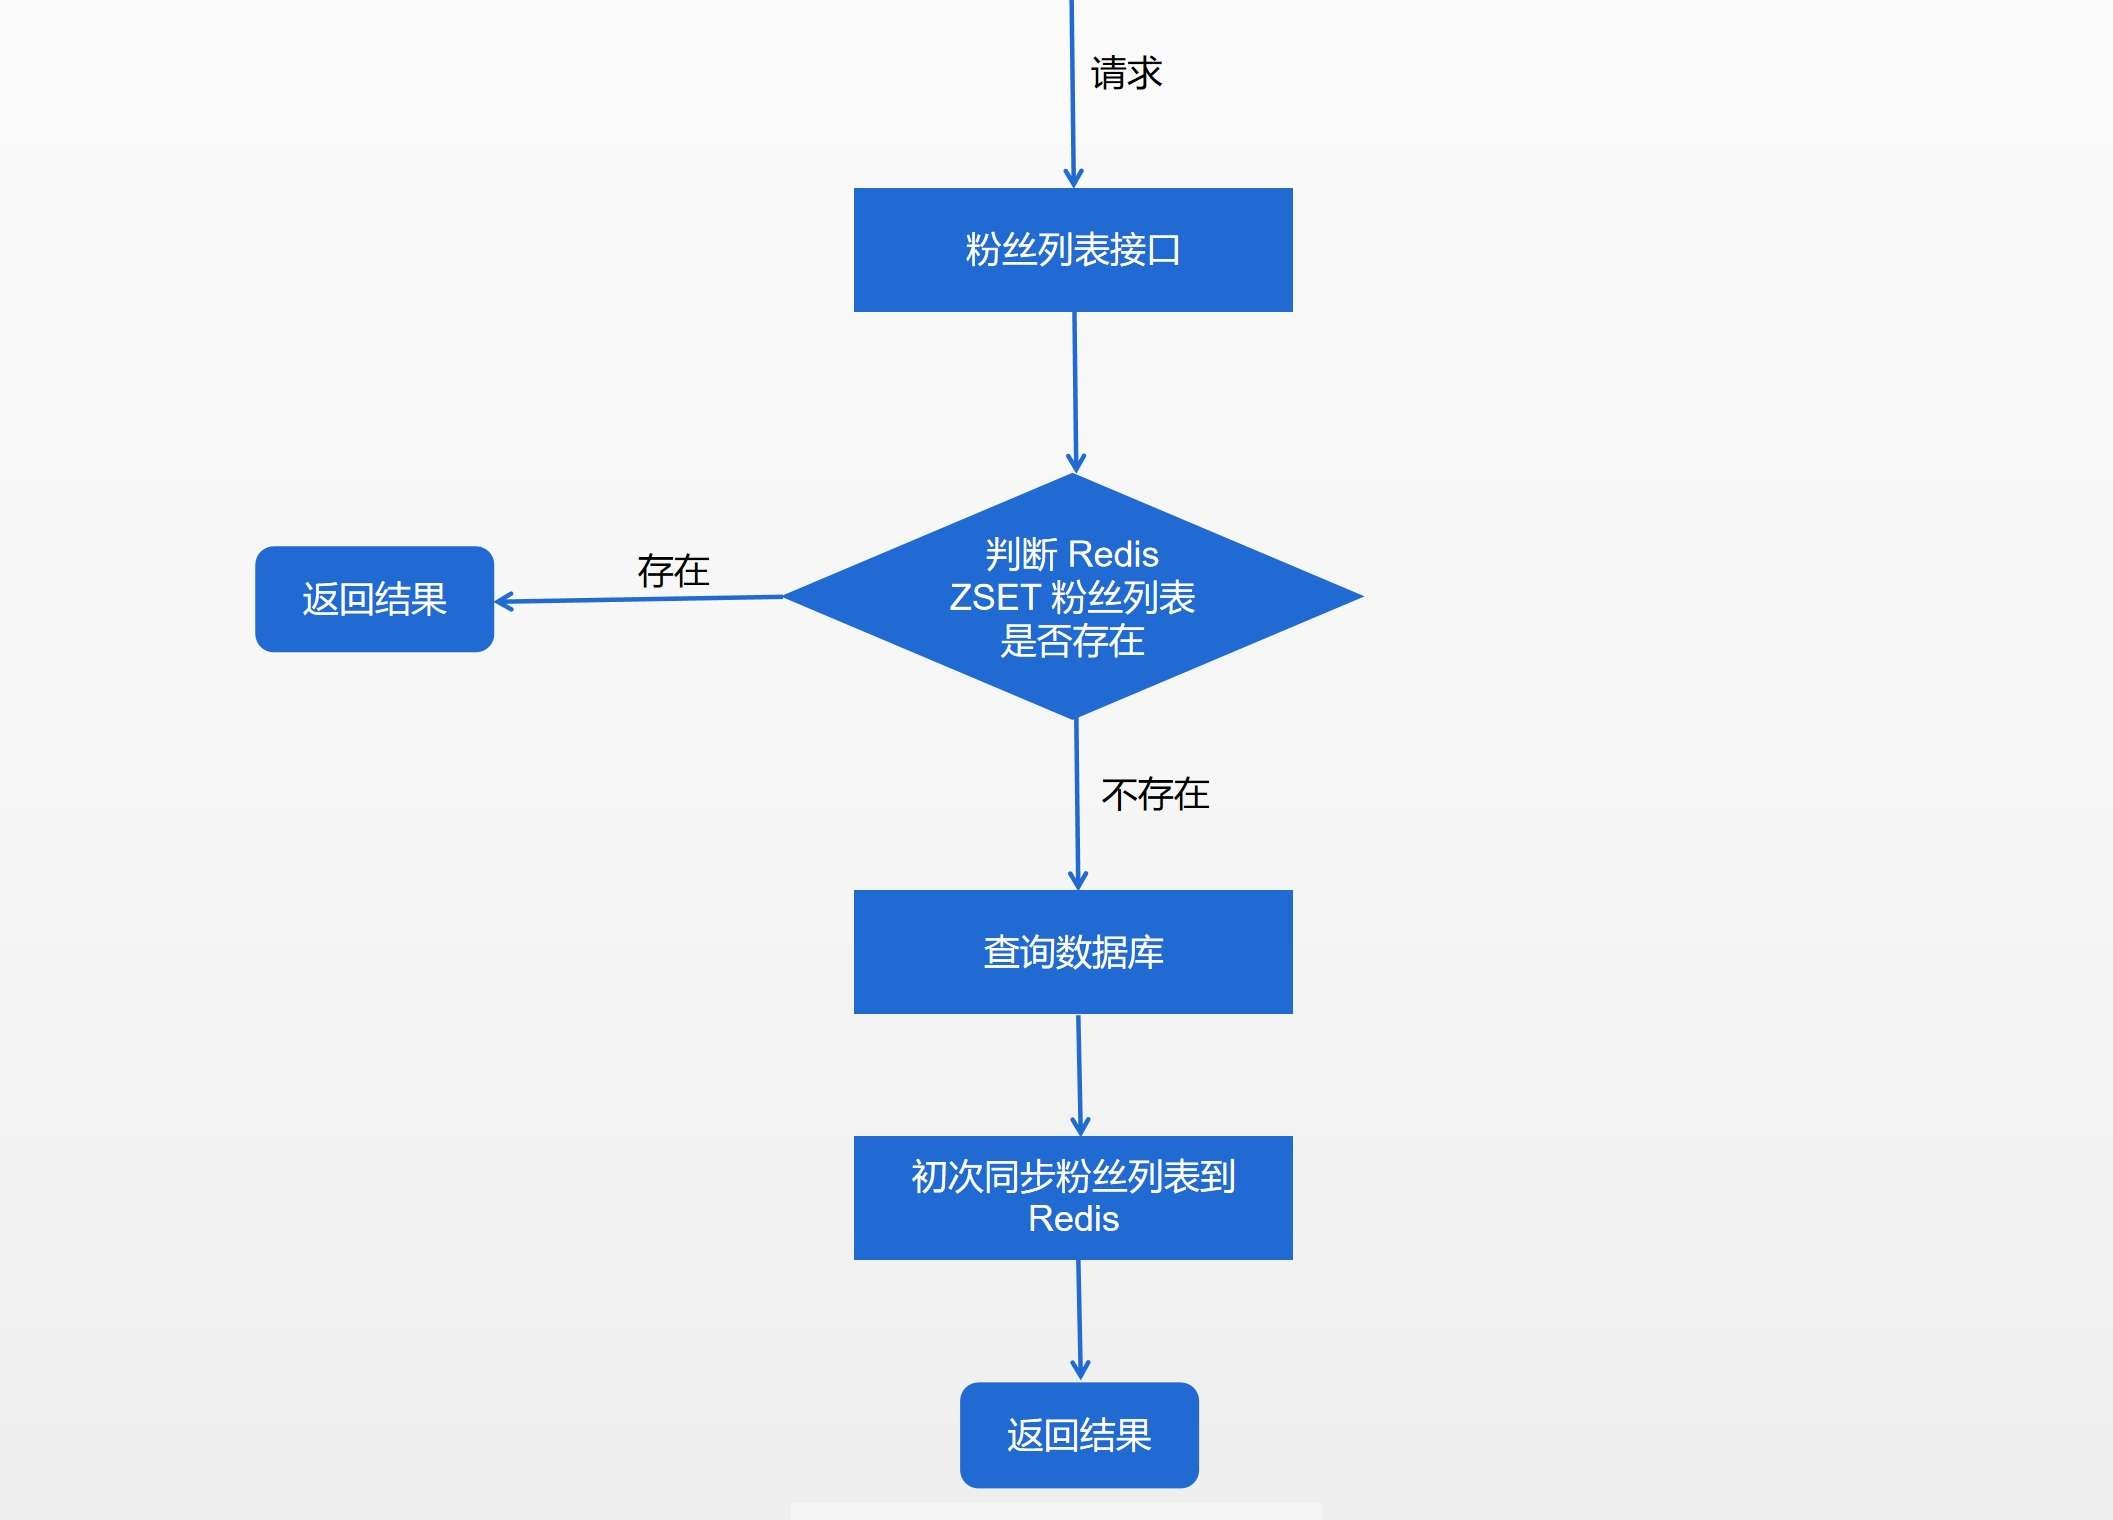 请求
粉丝列表接口
判断 Redis
ZSET 粉丝列表
是否存在
存在
返回结果
不存在
查询数据库
初次同步粉丝列表到
Redis
返回结果